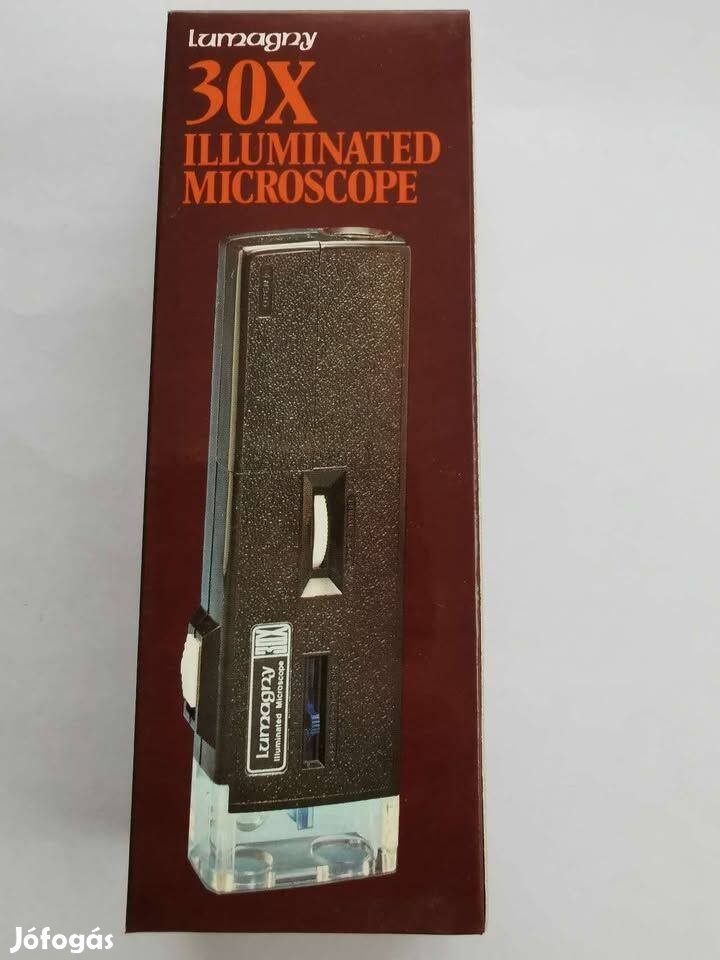 Lumagny
30X
ILLUMINATED
MICROSCOPE
Lumagny 30X
Illuminated Microscope
Jófogás